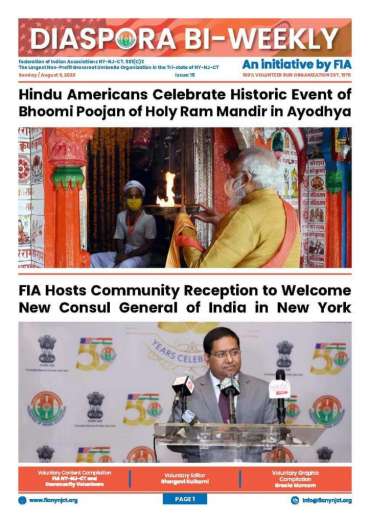 DIASPORA BI-WEEKLY
Federation of Indian Associations NY-NJ-CT, 501(C)3
The Largest Non-Profit Grassroot Umbrella Organization in the Tri-state of NY-NJ-CT
An initiative by FIA
Sunday / August 9, 2020
Issue: 15
100% VOLUNTEER RUN ORGANIZATION EST. 1970
Hindu Americans Celebrate Historic Event of
Bhoomi Poojan of Holy Ram Mandir in Ayodhya
FIA Hosts Community Reception to Welcome
New Consul General of India in New York
YEARS CELEBR
Voluntary Content Compilation
FIA NY-NJ-CT and
Community Volunteers
Voluntary Editor
Bhargavi Kulkarni
Voluntary Graphic
Compilation
www.fianynjct.org
PAGE 1
info@fianynjct.org